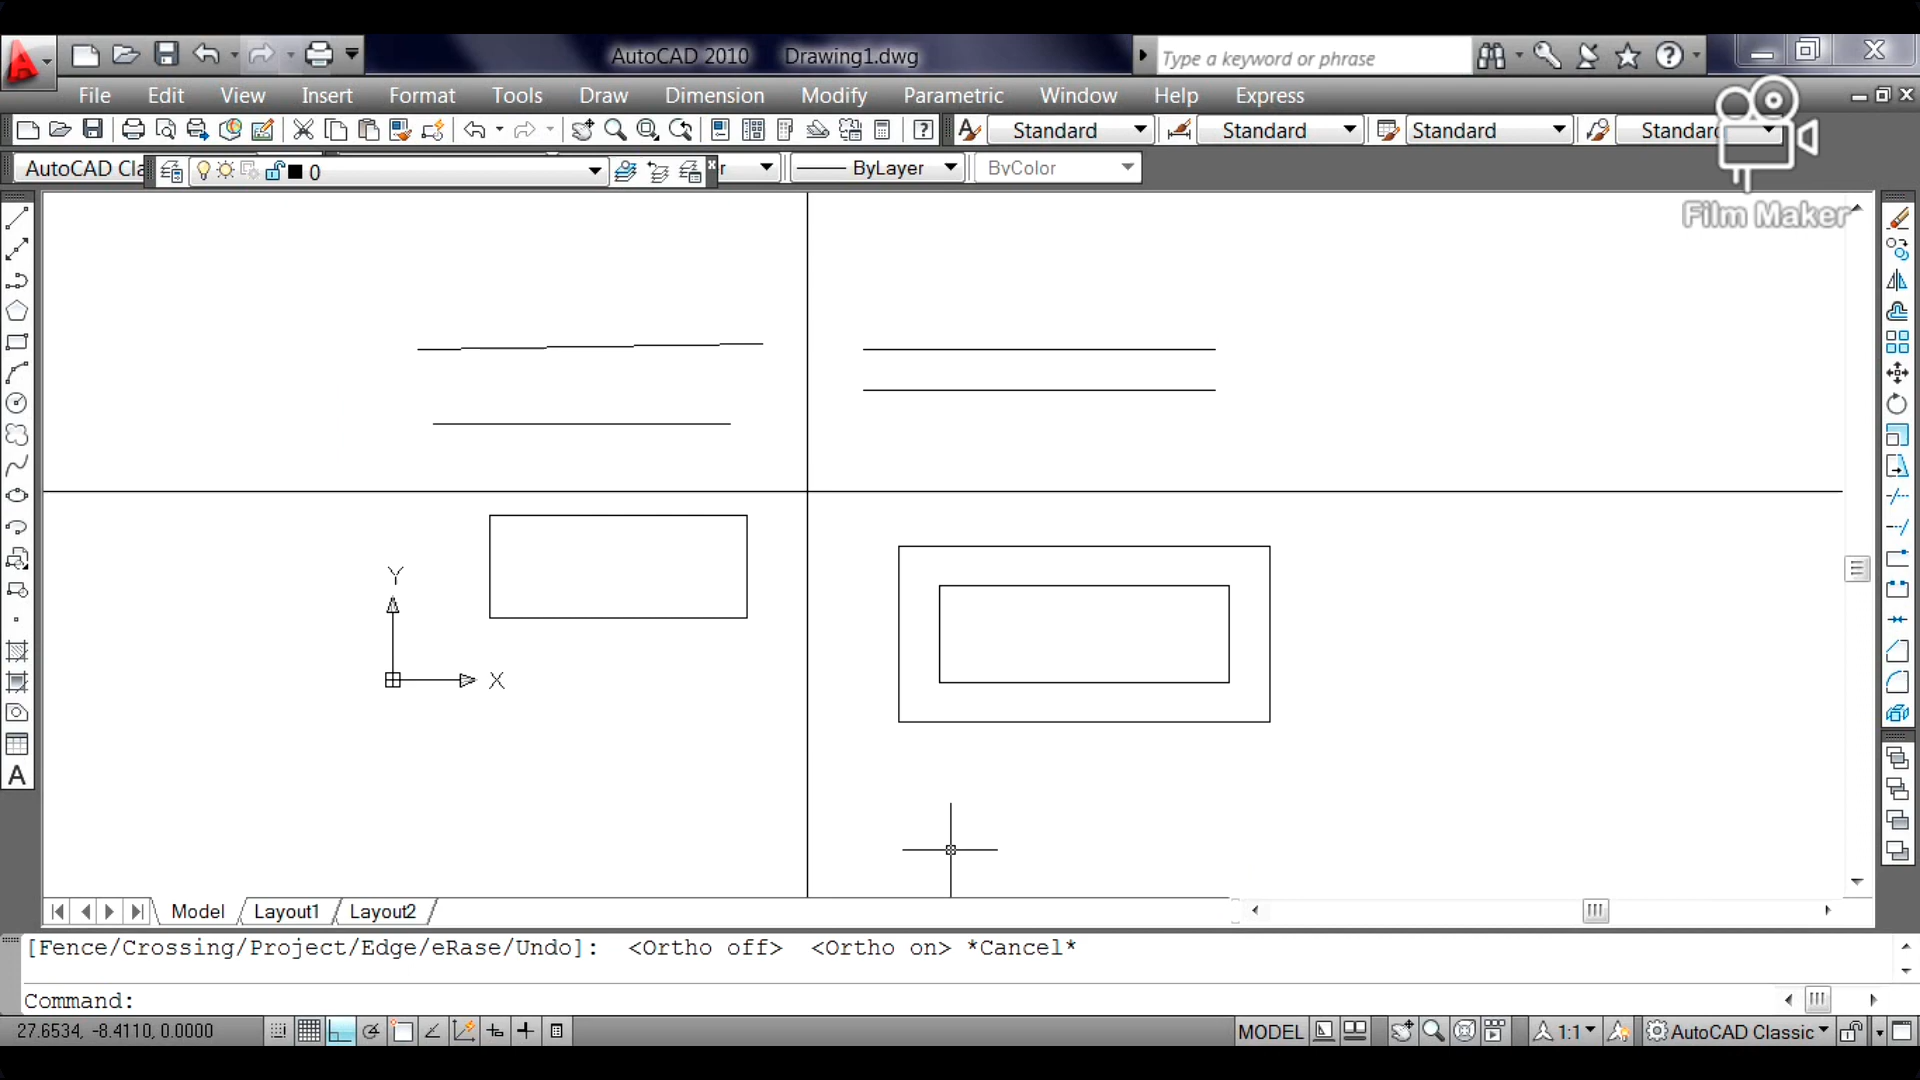 AutoCAD 2010 Drawing1.dwg Type a keyword or phrase
File Edit View Insert Format Tools Draw Dimension Modify Parametric Window Help Express
Standard Standard Standard Standard
AutoCAD Cla 0 r ByLayer ByColor
Film Maker
Y
X
A
Model Layout1 Layout2
[Fence/Crossing/Project/Edge/eRase/Undo]: <Ortho off> <Ortho on> *Cancel*
Command:
27.6534, -8.4110, 0.0000 MODEL 1:1 AutoCAD Classic